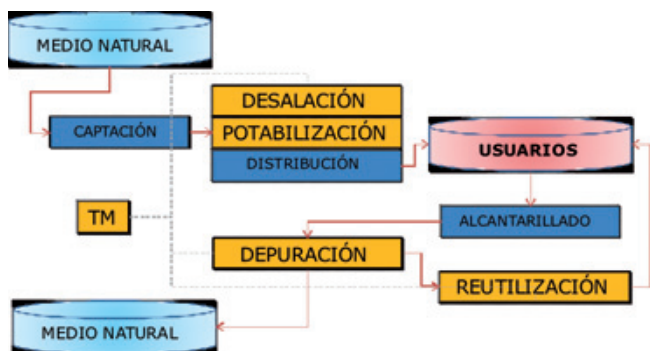 MEDIO NATURAL
DESALACIÓN
CAPTACIÓN
POTABILIZACIÓN
DISTRIBUCIÓN
USUARIOS
TM
ALCANTARILLADO
DEPURACIÓN
REUTILIZACIÓN
MEDIO NATURAL